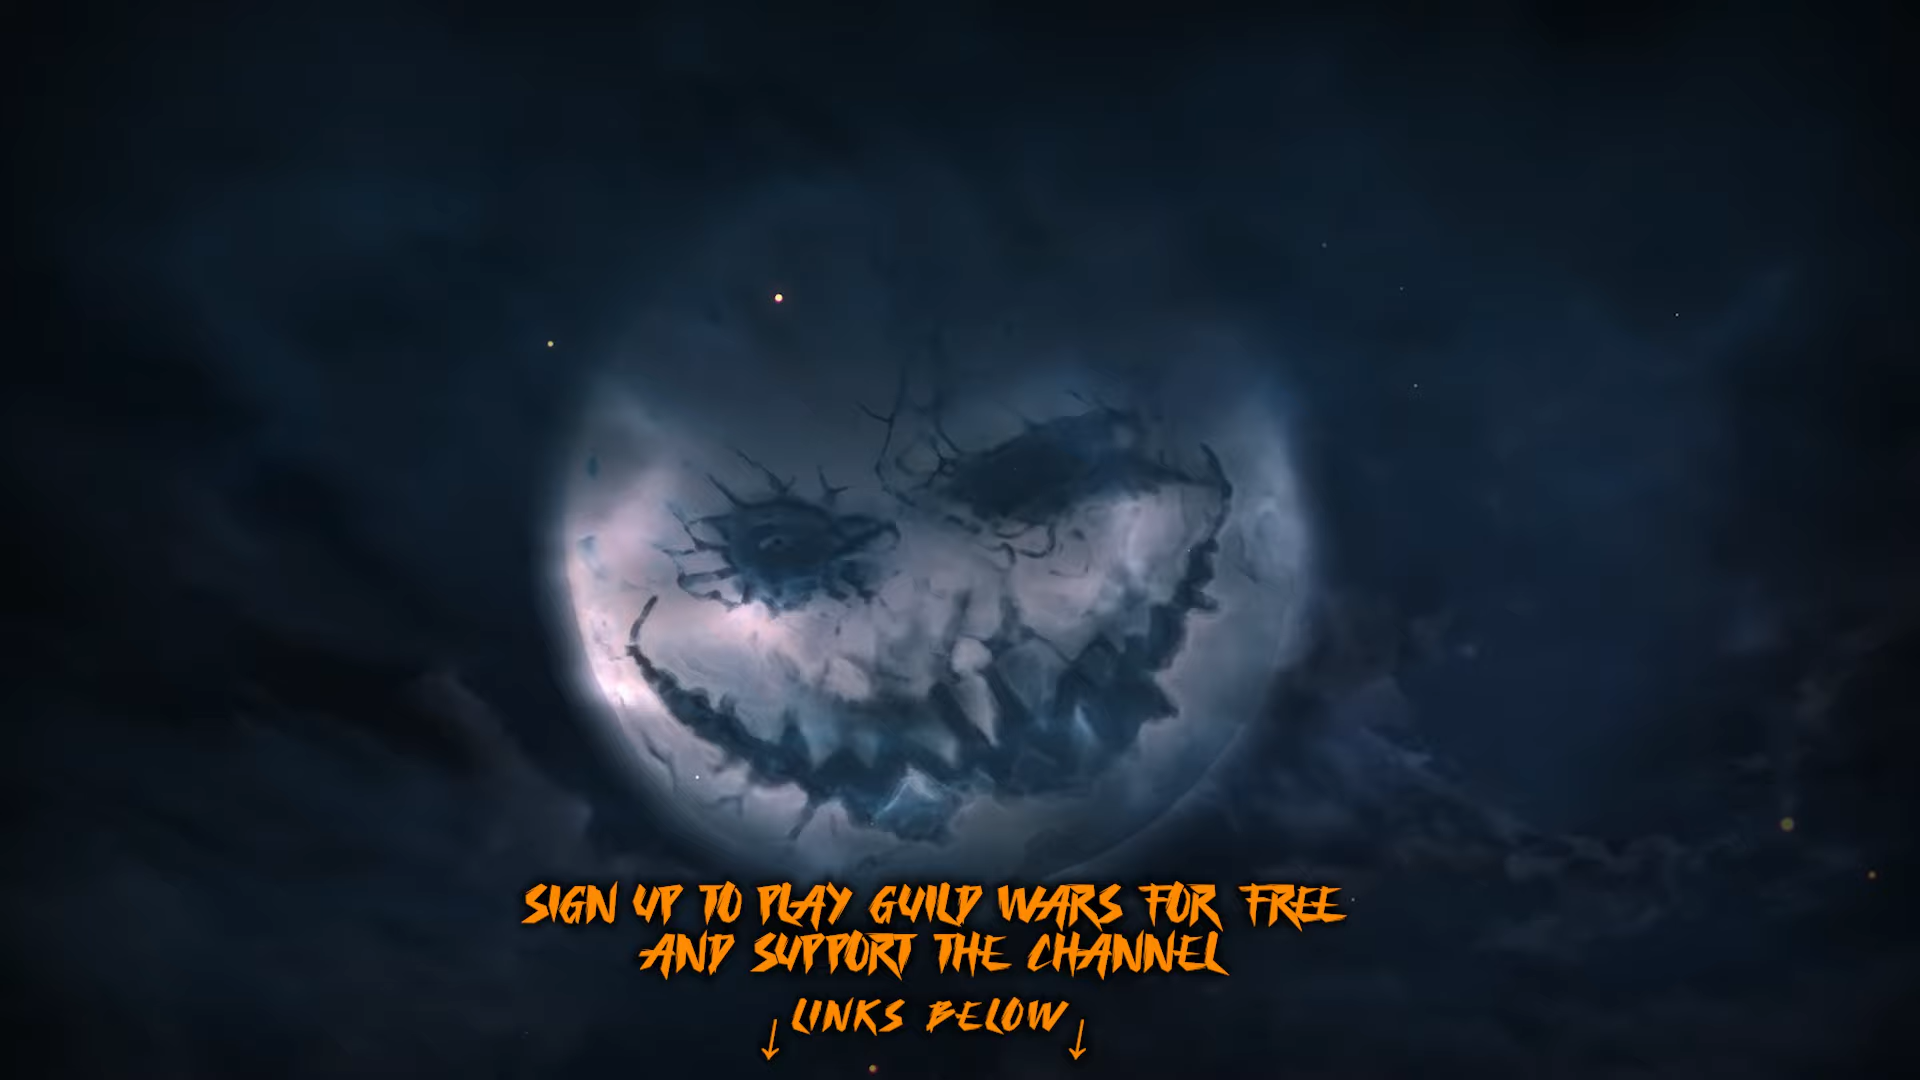 SIGN UP TO PLAY GUILD WARS FOR FREE
AND SUPPORT THE CHANNEL
↓ LINKS BELOW ↓